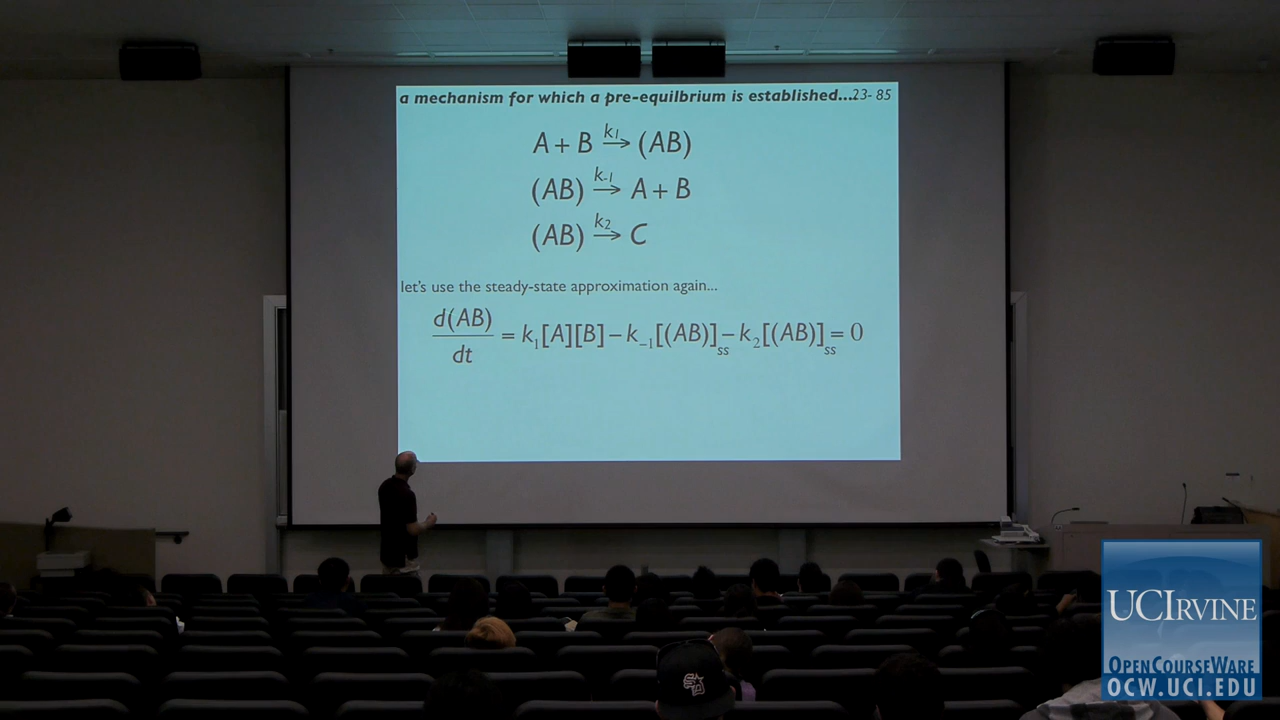 a mechanism for which a pre-equilbrium is established...23- 85
A + B k₁→ (AB)
(AB) k₋₁→ A + B
(AB) k₂→ C
let's use the steady-state approximation again...
d(AB)/dt = k₁[A][B] − k₋₁[(AB)]ss − k₂[(AB)]ss = 0
UCIRVINE
OPENCOURSEWARE
OCW.UCI.EDU